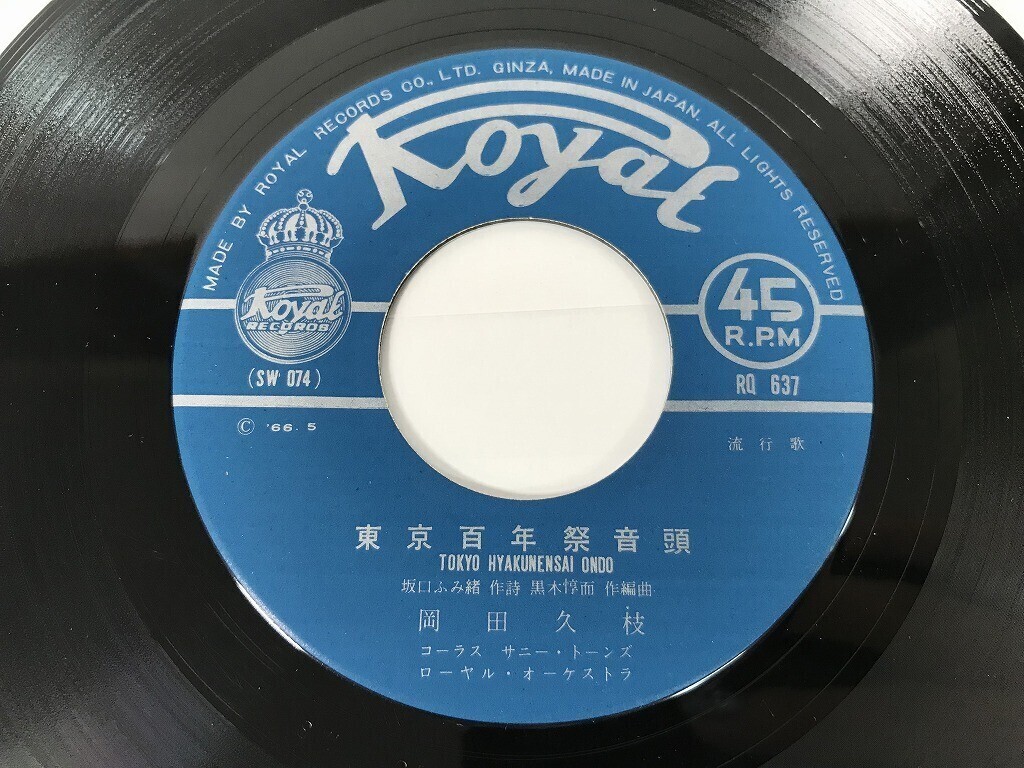 MADE BY ROYAL RECORDS CO., LTD. GINZA, MADE IN JAPAN. ALL LIGHTS RESERVED
Royal
Royal
RECORDS
45
R.P.M
(SW 074)
RQ 637
Ⓒ '66. 5
流行歌
東京百年祭音頭
TOKYO HYAKUNENSAI ONDO
坂口ふみ緒 作詩 黒木惇而 作編曲
岡田久枝
コーラス サニー・トーンズ
ローヤル・オーケストラ